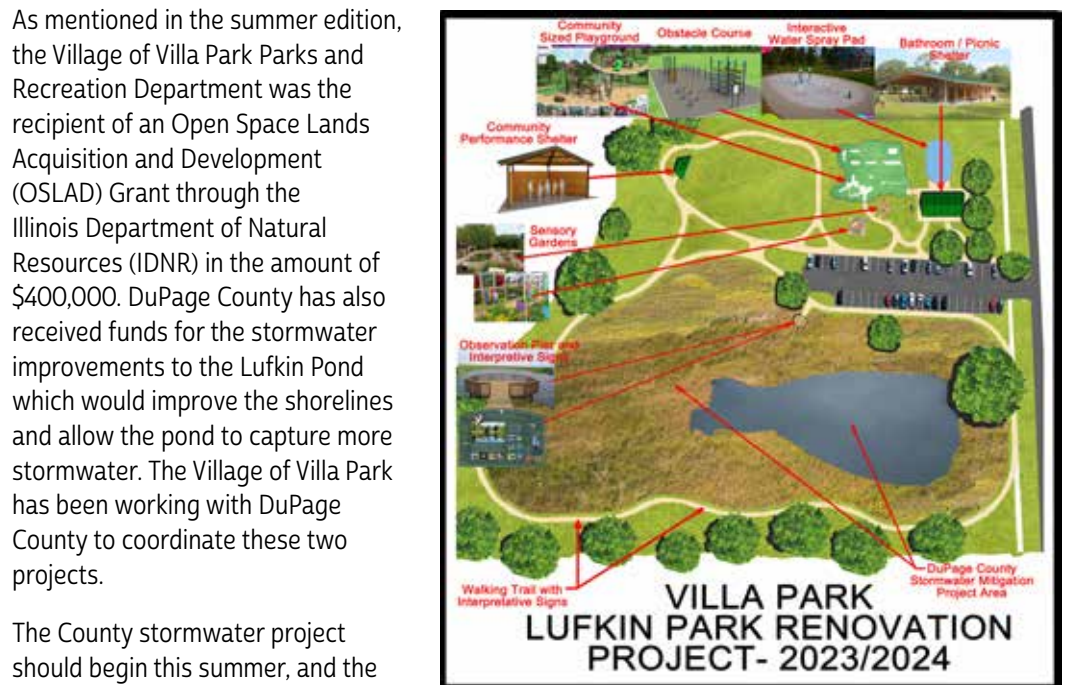 As mentioned in the summer edition,
the Village of Villa Park Parks and
Recreation Department was the
recipient of an Open Space Lands
Acquisition and Development
(OSLAD) Grant through the
Illinois Department of Natural
Resources (IDNR) in the amount of
$400,000. DuPage County has also
received funds for the stormwater
improvements to the Lufkin Pond
which would improve the shorelines
and allow the pond to capture more
stormwater. The Village of Villa Park
has been working with DuPage
County to coordinate these two
projects.
The County stormwater project
should begin this summer, and the
Community
Sized Playground
Obstacle Course
Interactive
Water Spray Pad
Bathroom / Picnic
Shelter
Community
Performance Shelter
Sensory
Gardens
Observation Pier and
Interpretive Signs
Walking Trail with
Interpretative Signs
DuPage County
Stormwater Mitigation
Project Area
VILLA PARK
LUFKIN PARK RENOVATION
PROJECT- 2023/2024